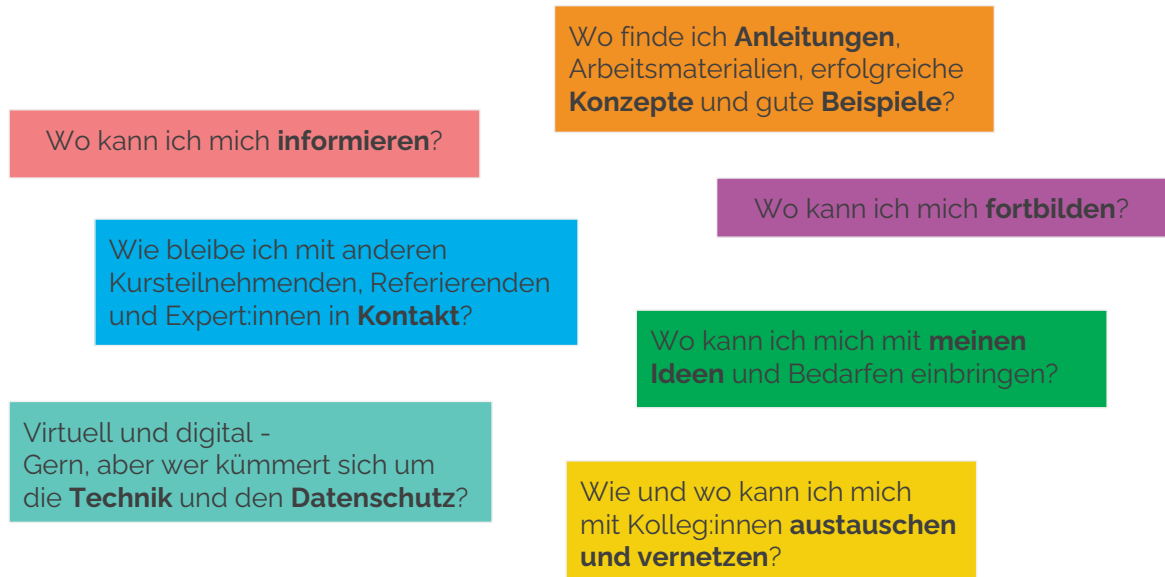 Wo finde ich Anleitungen,
Arbeitsmaterialien, erfolgreiche
Konzepte und gute Beispiele?
Wo kann ich mich informieren?
Wo kann ich mich fortbilden?
Wie bleibe ich mit anderen
Kursteilnehmenden, Referierenden
und Expert:innen in Kontakt?
Wo kann ich mich mit meinen
Ideen und Bedarfen einbringen?
Virtuell und digital -
Gern, aber wer kümmert sich um
die Technik und den Datenschutz?
Wie und wo kann ich mich
mit Kolleg:innen austauschen
und vernetzen?